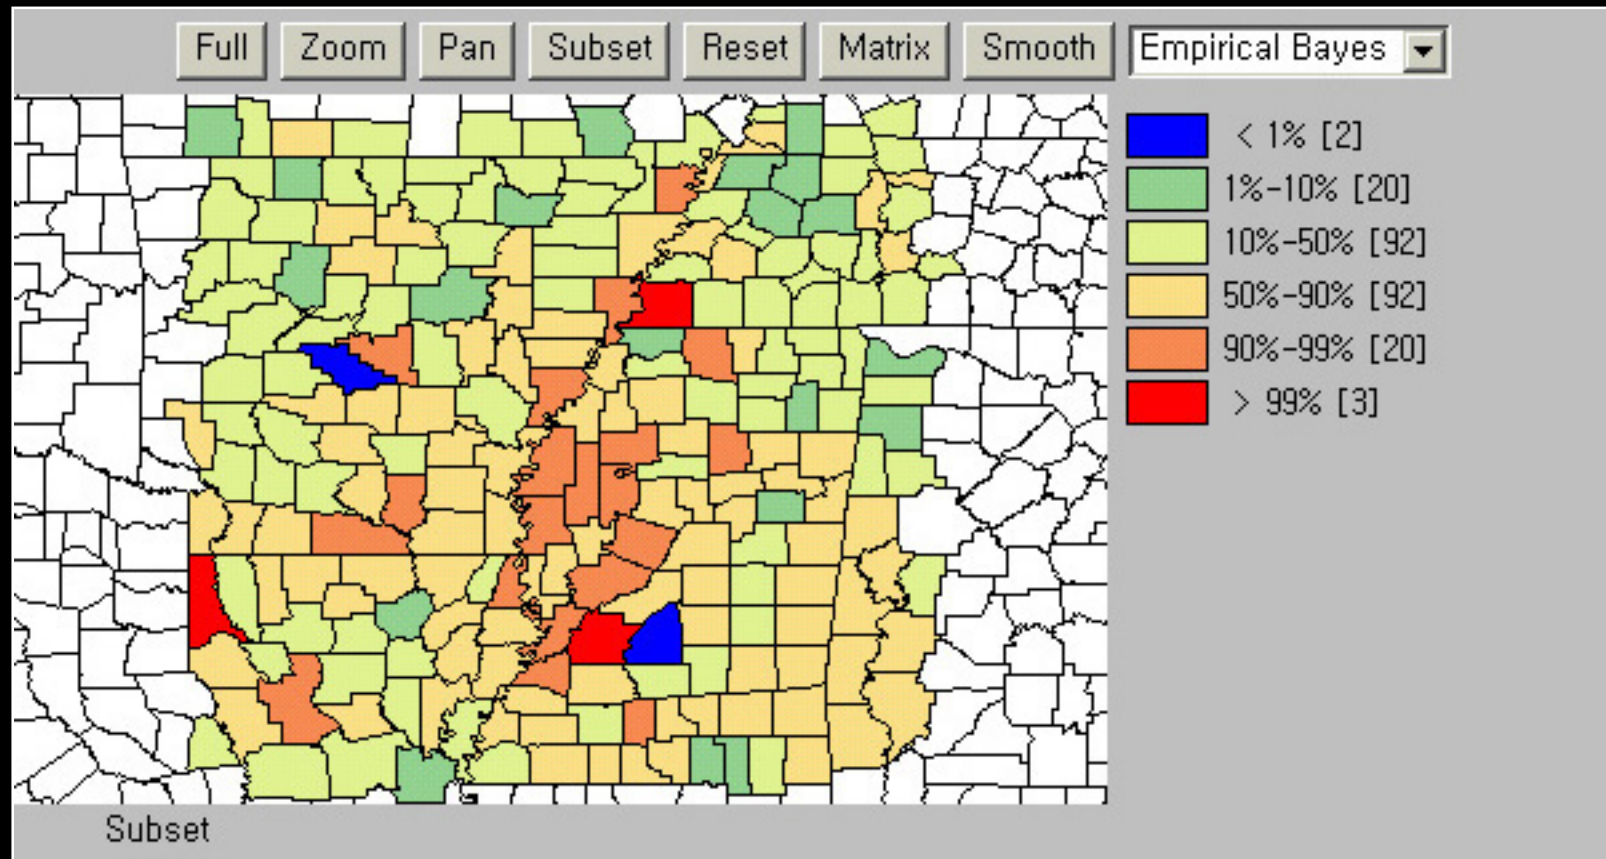 Full Zoom Pan Subset Reset Matrix Smooth Empirical Bayes
< 1% [2]
1%-10% [20]
10%-50% [92]
50%-90% [92]
90%-99% [20]
> 99% [3]
Subset